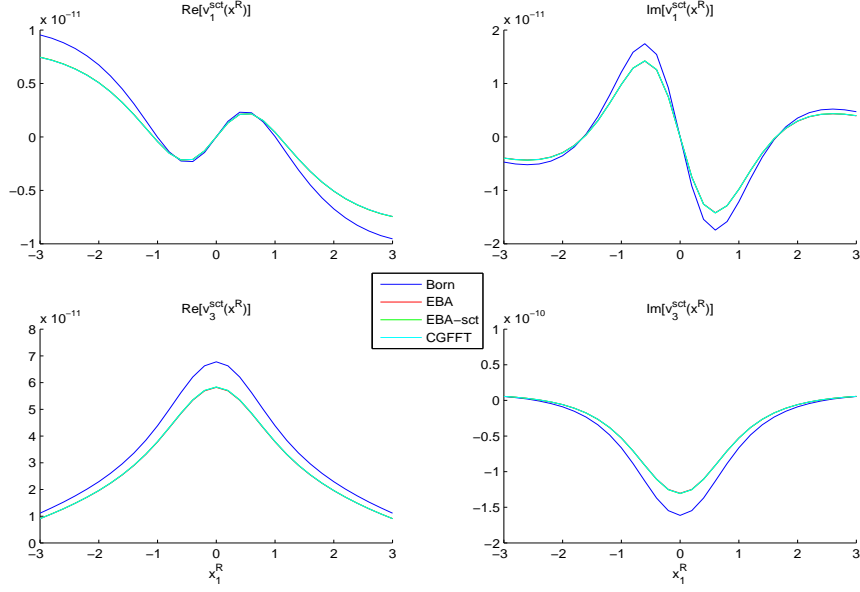 x 10⁻¹¹ Re[v₁ˢᶜᵗ(xᴿ)]
1
0.5
0
−0.5
−1
−3 −2 −1 0 1 2 3
x 10⁻¹¹ Im[v₁ˢᶜᵗ(xᴿ)]
2
1
0
−1
−2
−3 −2 −1 0 1 2 3
Born
EBA
EBA−sct
CGFFT
x 10⁻¹¹ Re[v₃ˢᶜᵗ(xᴿ)]
8
7
6
5
4
3
2
1
0
−3 −2 −1 0 1 2 3
x₁ᴿ
x 10⁻¹⁰ Im[v₃ˢᶜᵗ(xᴿ)]
1
0.5
0
−0.5
−1
−1.5
−2
−3 −2 −1 0 1 2 3
x₁ᴿ